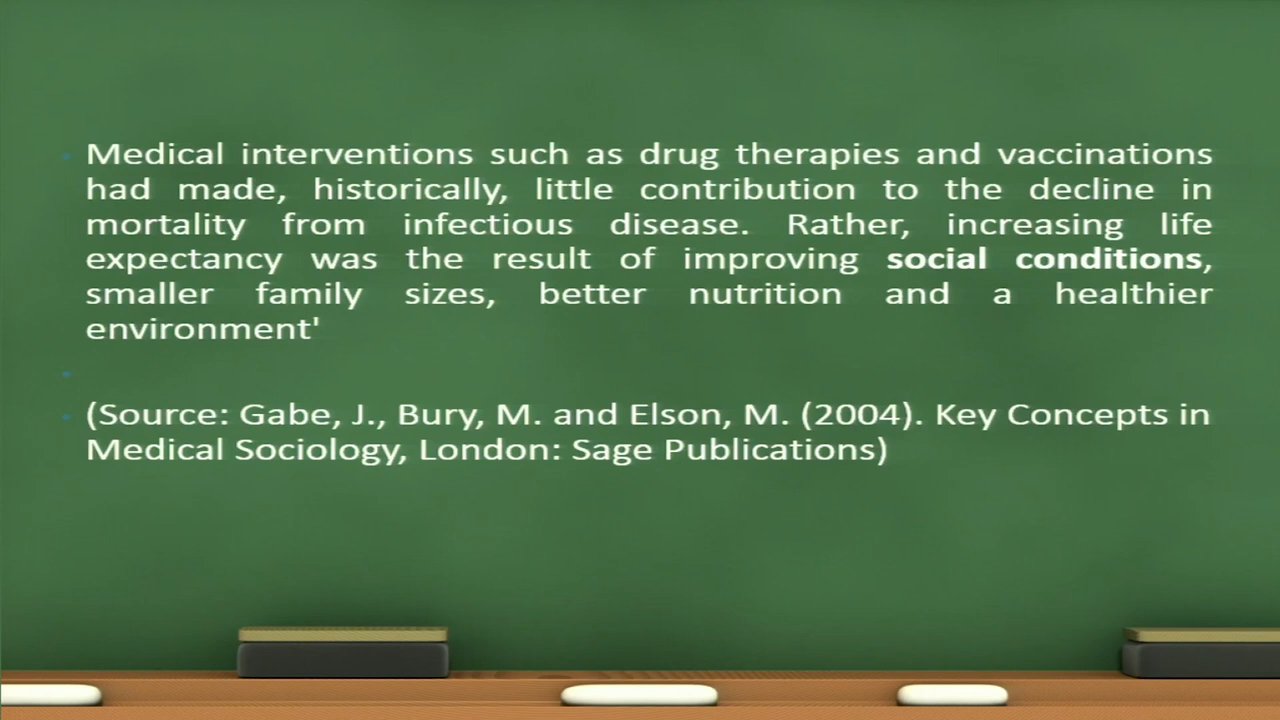 Medical interventions such as drug therapies and vaccinations
had made, historically, little contribution to the decline in
mortality from infectious disease. Rather, increasing life
expectancy was the result of improving social conditions,
smaller family sizes, better nutrition and a healthier
environment'
(Source: Gabe, J., Bury, M. and Elson, M. (2004). Key Concepts in
Medical Sociology, London: Sage Publications)